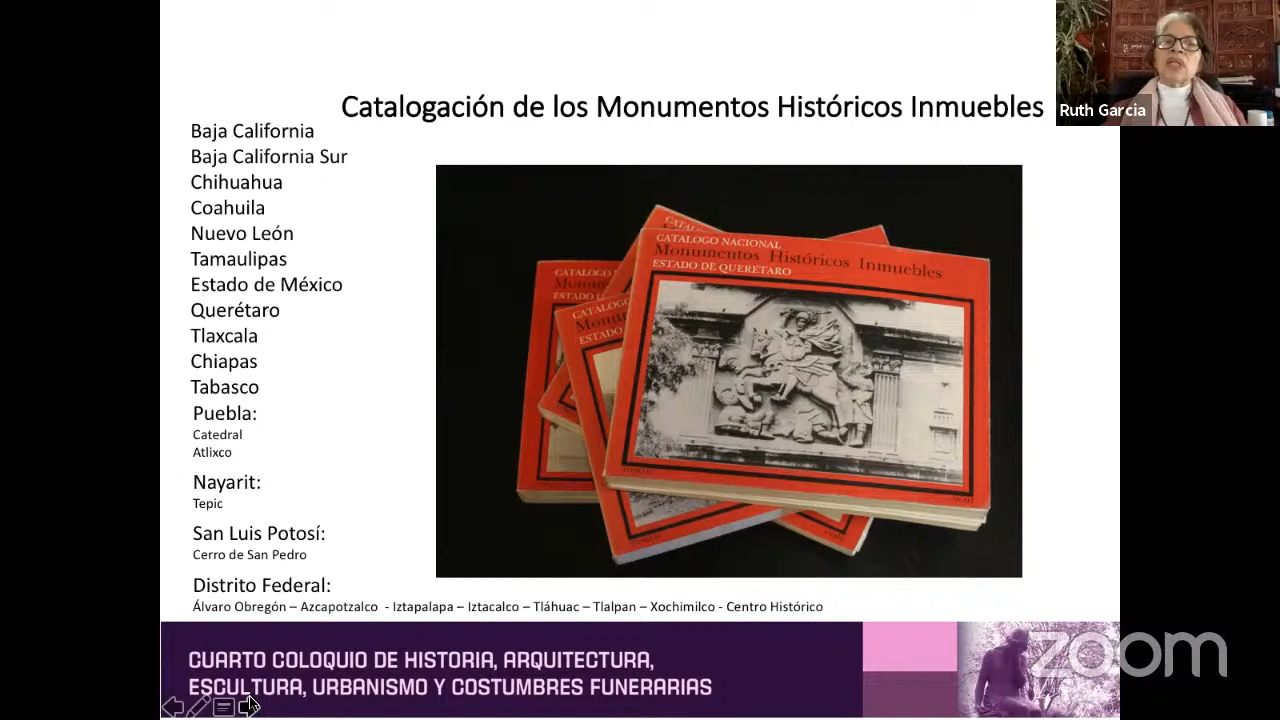 Catalogación de los Monumentos Históricos Inmuebles
Ruth Garcia
Baja California
Baja California Sur
Chihuahua
Coahuila
Nuevo León
Tamaulipas
Estado de México
Querétaro
Tlaxcala
Chiapas
Tabasco
Puebla:
Catedral
Atlixco
Nayarit:
Tepic
San Luis Potosí:
Cerro de San Pedro
Distrito Federal:
Álvaro Obregón – Azcapotzalco - Iztapalapa – Iztacalco – Tláhuac – Tlalpan – Xochimilco - Centro Histórico
CATALOGO NACIONAL
Monumentos Históricos Inmuebles
ESTADO DE QUERETARO
CATALOGO
ESTADO
CUARTO COLOQUIO DE HISTORIA, ARQUITECTURA,
ESCULTURA, URBANISMO Y COSTUMBRES FUNERARIAS
zoom